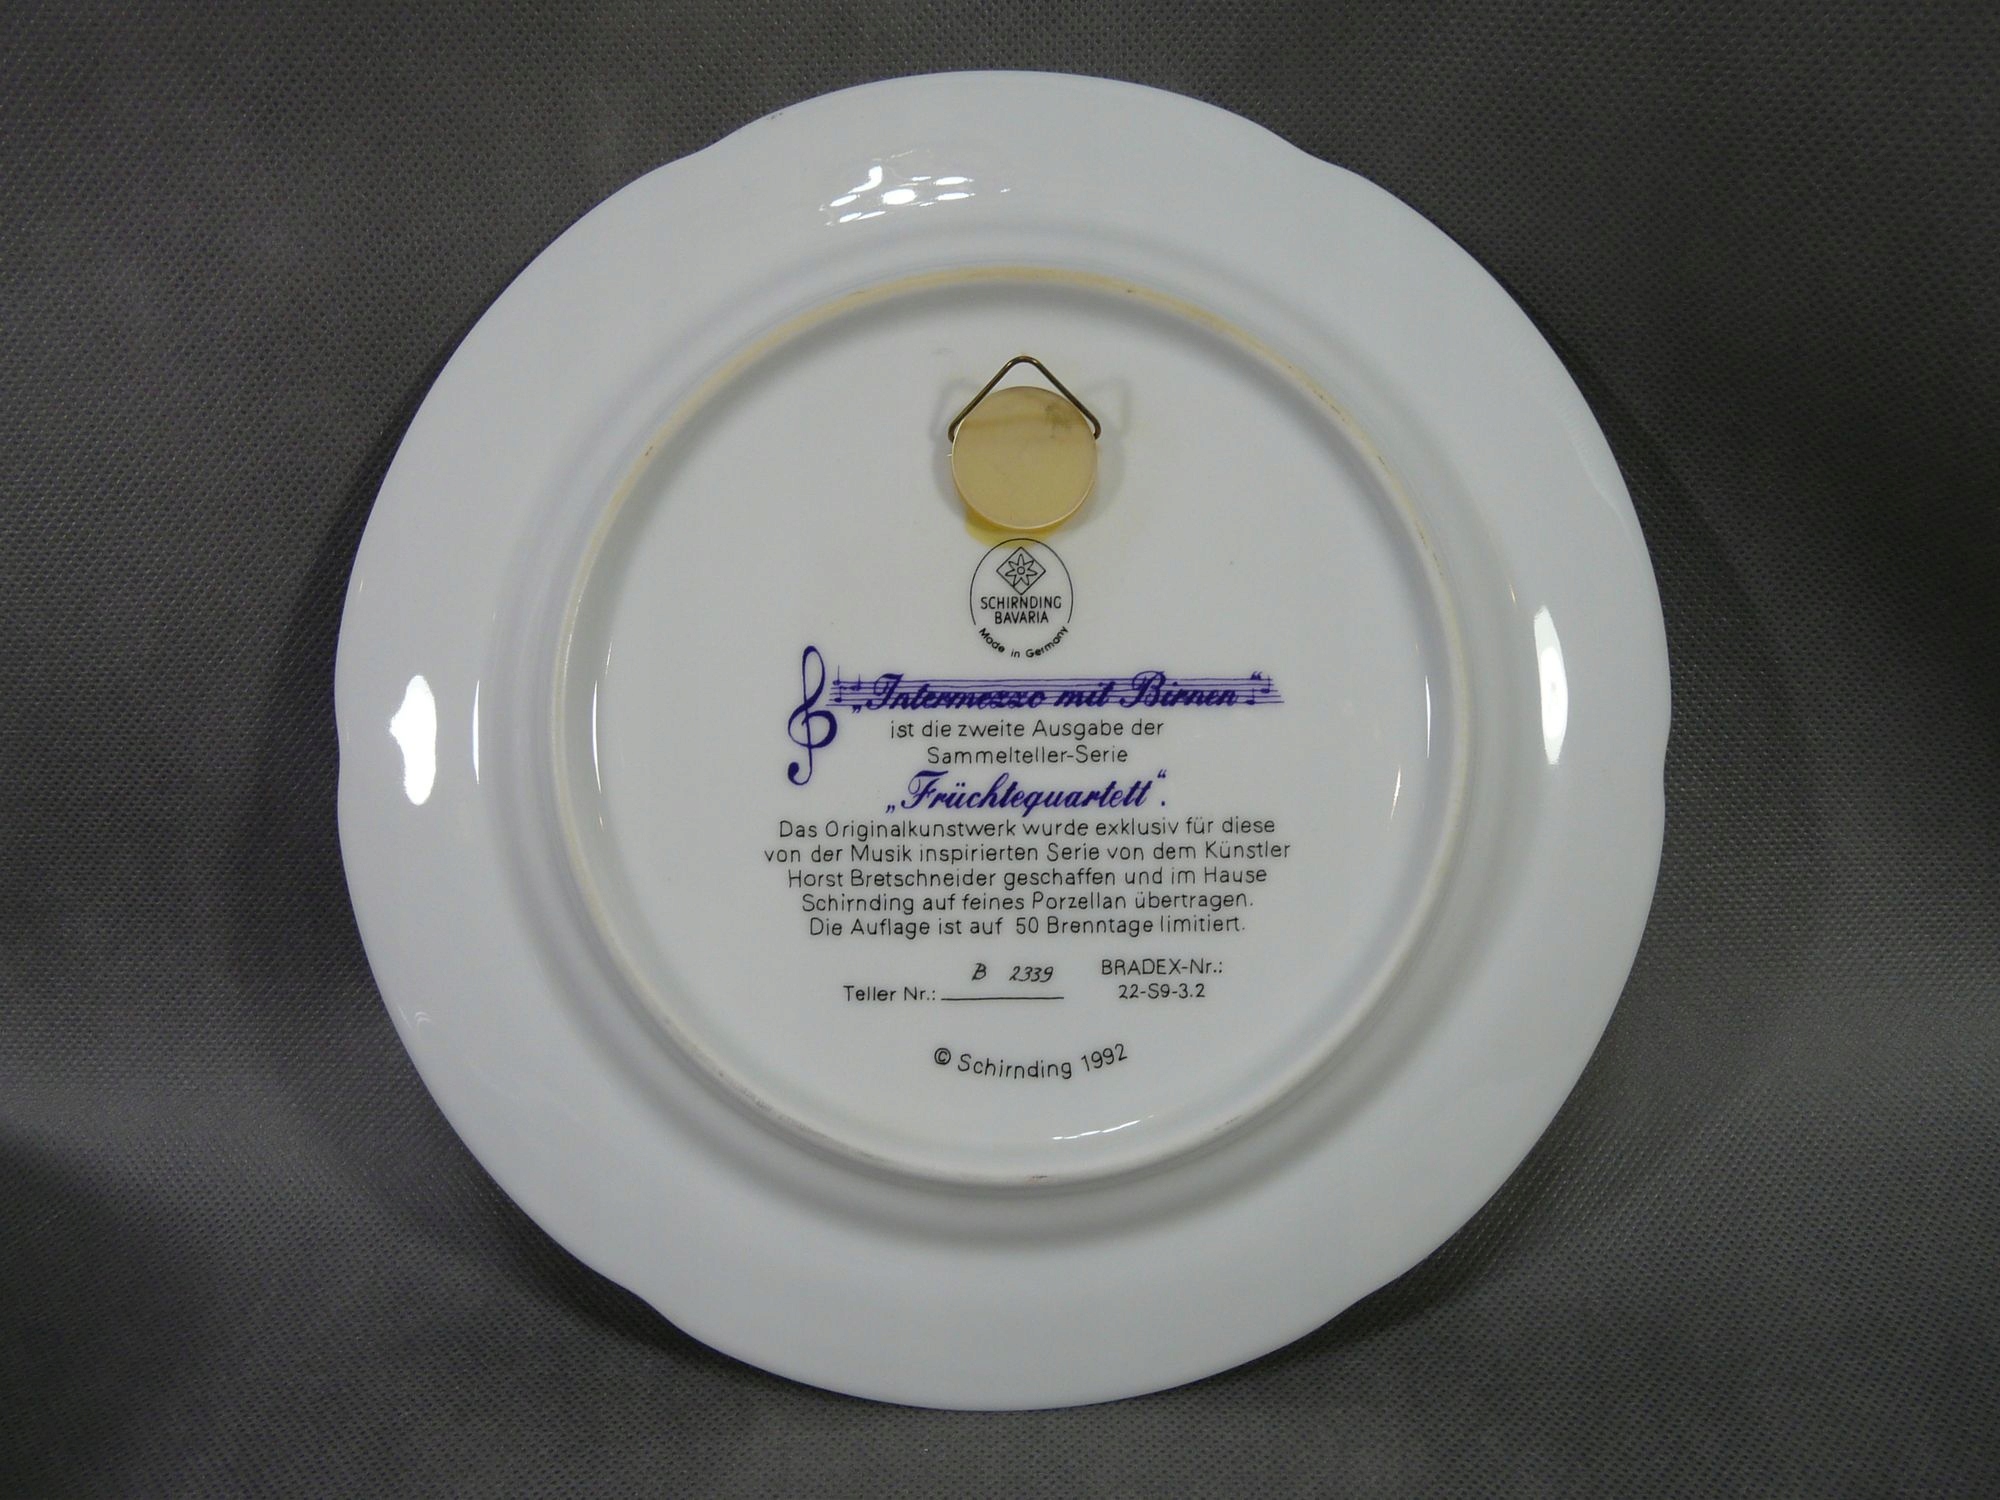 SCHIRNDING
BAVARIA
Made in Germany
„Intermezzo mit Birnen“
ist die zweite Ausgabe der
Sammelteller-Serie
„Früchtequartett“.
Das Originalkunstwerk wurde exklusiv für diese
von der Musik inspirierten Serie von dem Künstler
Horst Bretschneider geschaffen und im Hause
Schirnding auf feines Porzellan übertragen.
Die Auflage ist auf 50 Brenntage limitiert.
Teller Nr.: B 2339
BRADEX-Nr.:
22-S9-3.2
© Schirnding 1992